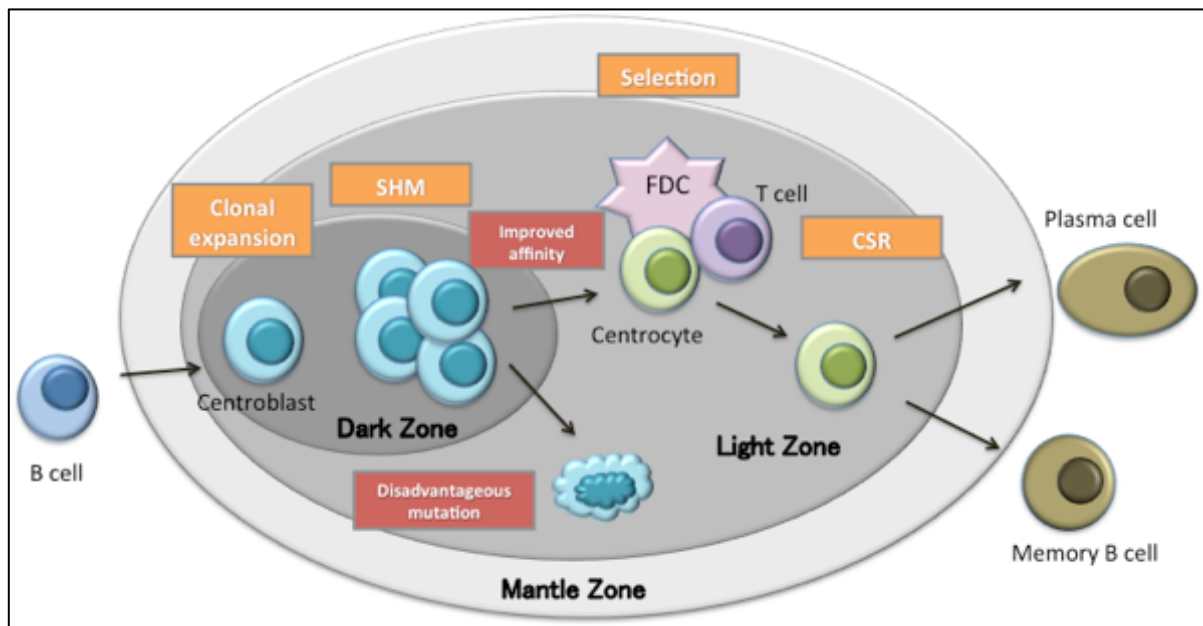 Selection
SHM
FDC
T cell
Clonal
expansion
Improved
affinity
CSR
Plasma cell
Centrocyte
Centroblast
Dark Zone
Light Zone
B cell
Disadvantageous
mutation
Memory B cell
Mantle Zone